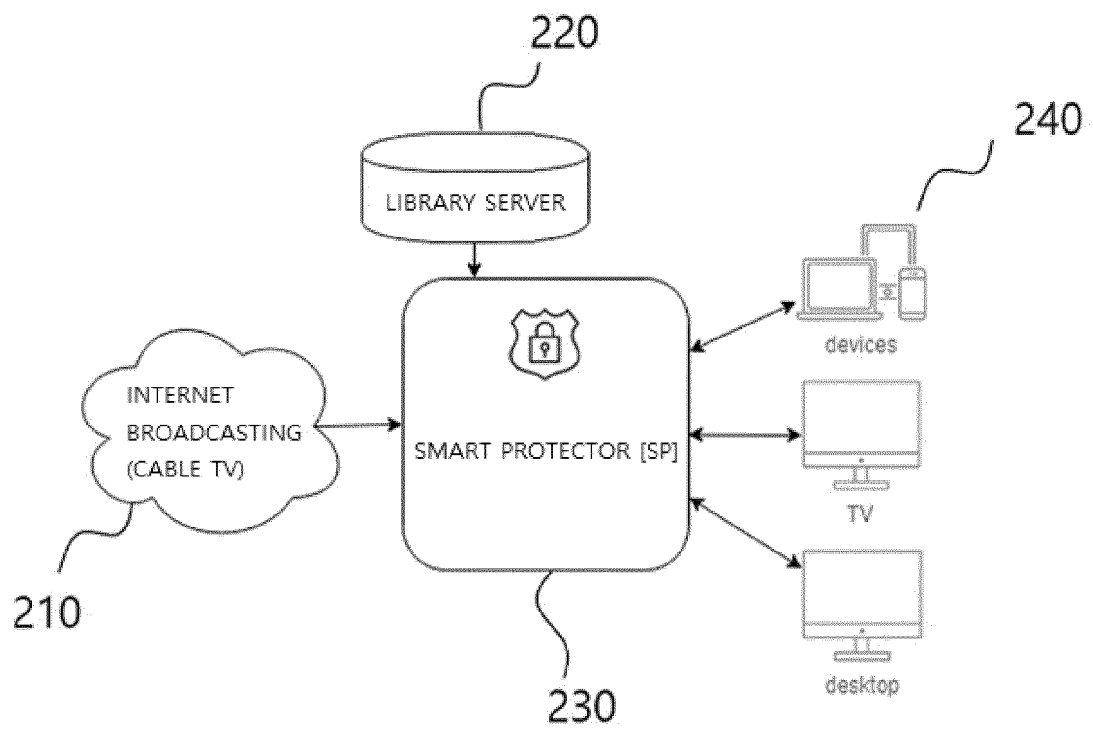 220
240
LIBRARY SERVER
devices
INTERNET
BROADCASTING
(CABLE TV)
SMART PROTECTOR [SP]
TV
210
desktop
230